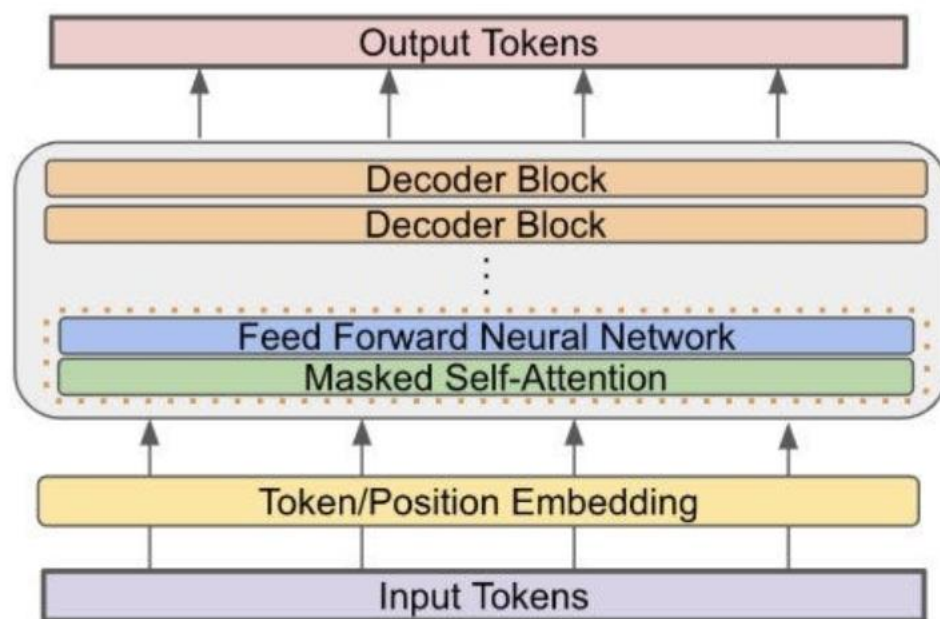 Output Tokens
Decoder Block
Decoder Block
Feed Forward Neural Network
Masked Self-Attention
Token/Position Embedding
Input Tokens